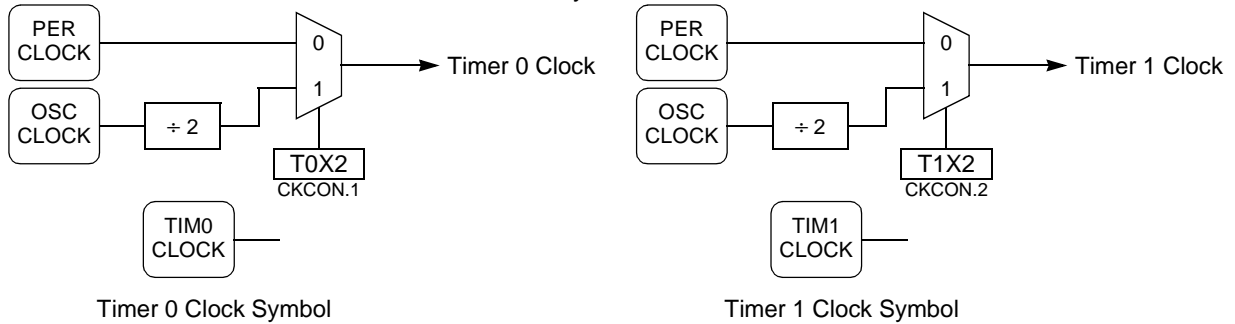 PER
CLOCK
0
Timer 0 Clock
1
OSC
CLOCK
÷ 2
T0X2
CKCON.1
TIM0
CLOCK
Timer 0 Clock Symbol
PER
CLOCK
0
Timer 1 Clock
1
OSC
CLOCK
÷ 2
T1X2
CKCON.2
TIM1
CLOCK
Timer 1 Clock Symbol